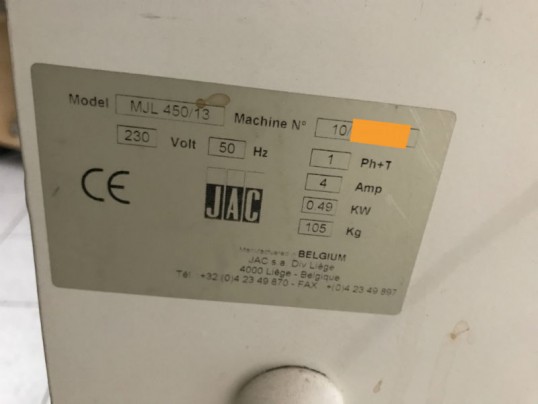 Model MJL 450/13 Machine N° 10/
230 Volt 50 Hz 1 Ph+T
4 Amp
CE JAC 0.49 KW
105 Kg
BELGIUM
JAC s.a. Div Liège
4000 Liège - Belgique
Tél. +32 (0)4 23 49 870 - FAX +(0)4 23 49 897